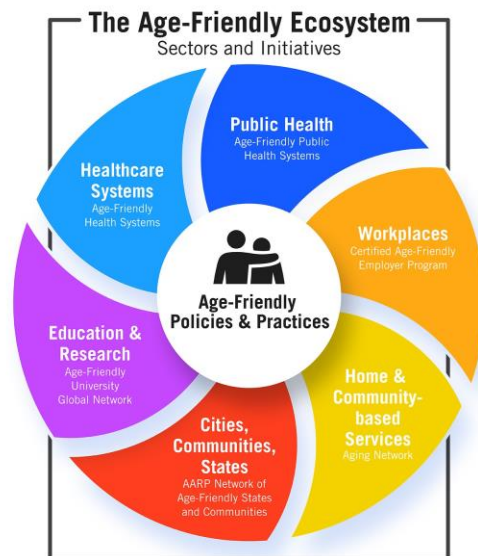 The Age-Friendly Ecosystem
Sectors and Initiatives
Public Health
Age-Friendly Public
Health Systems
Workplaces
Certified Age-Friendly
Employer Program
Home &
Community-
based
Services
Aging Network
Cities,
Communities,
States
AARP Network of
Age-Friendly States
and Communities
Education &
Research
Age-Friendly
University
Global Network
Healthcare
Systems
Age-Friendly
Health Systems
Age-Friendly
Policies & Practices